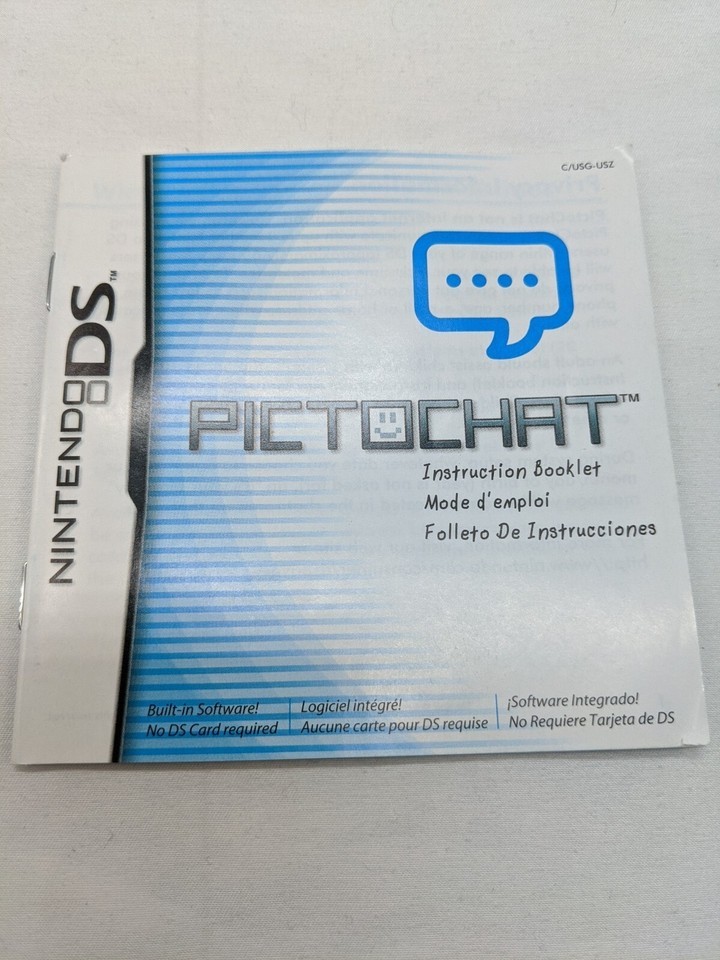 C/USG-USZ
NINTENDO DS™
PICTOCHAT™
Instruction Booklet
Mode d'emploi
Folleto De Instrucciones
Built-in Software!
No DS Card required
Logiciel intégré!
Aucune carte pour DS requise
¡Software Integrado!
No Requiere Tarjeta de DS